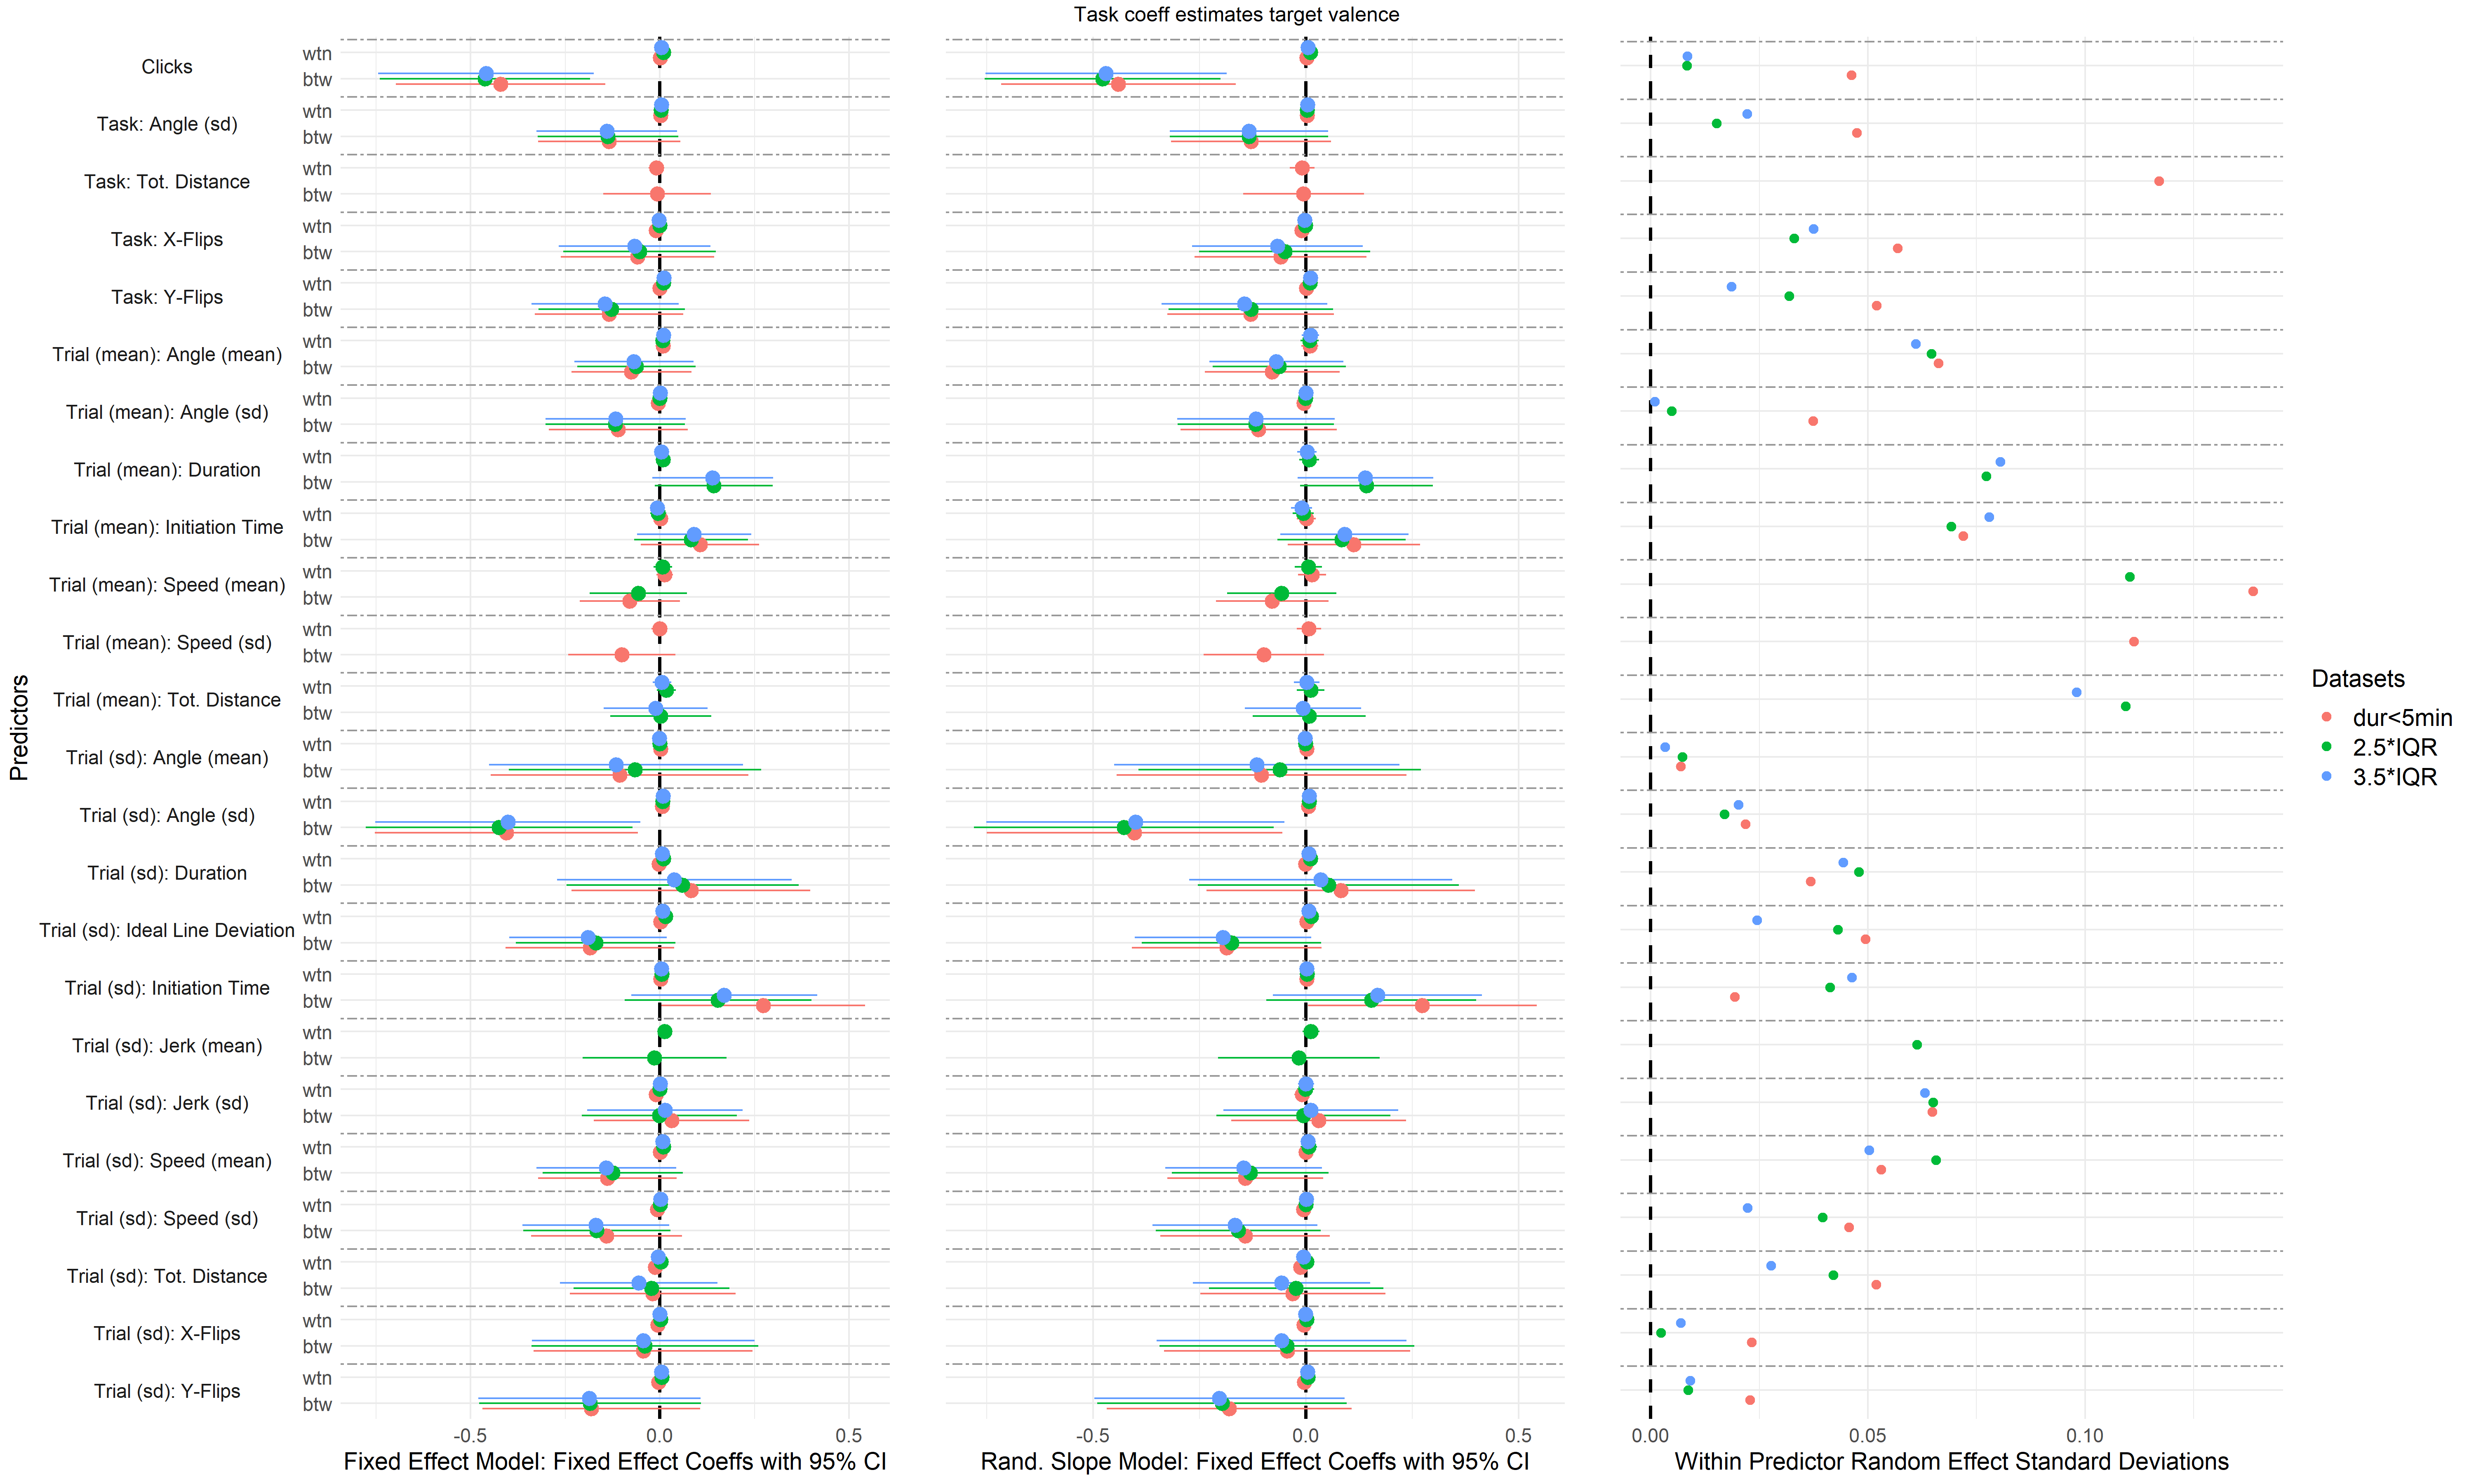 Task coeff estimates target valence
Predictors
Clicks
wtn
btw
Task: Angle (sd)
wtn
btw
Task: Tot. Distance
wtn
btw
Task: X-Flips
wtn
btw
Task: Y-Flips
wtn
btw
Trial (mean): Angle (mean)
wtn
btw
Trial (mean): Angle (sd)
wtn
btw
Trial (mean): Duration
wtn
btw
Trial (mean): Initiation Time
wtn
btw
Trial (mean): Speed (mean)
wtn
btw
Trial (mean): Speed (sd)
wtn
btw
Trial (mean): Tot. Distance
wtn
btw
Trial (sd): Angle (mean)
wtn
btw
Trial (sd): Angle (sd)
wtn
btw
Trial (sd): Duration
wtn
btw
Trial (sd): Ideal Line Deviation
wtn
btw
Trial (sd): Initiation Time
wtn
btw
Trial (sd): Jerk (mean)
wtn
btw
Trial (sd): Jerk (sd)
wtn
btw
Trial (sd): Speed (mean)
wtn
btw
Trial (sd): Speed (sd)
wtn
btw
Trial (sd): Tot. Distance
wtn
btw
Trial (sd): X-Flips
wtn
btw
Trial (sd): Y-Flips
wtn
btw
-0.5 0.0 0.5
Fixed Effect Model: Fixed Effect Coeffs with 95% CI
-0.5 0.0 0.5
Rand. Slope Model: Fixed Effect Coeffs with 95% CI
0.00 0.05 0.10
Within Predictor Random Effect Standard Deviations
Datasets
dur<5min
2.5*IQR
3.5*IQR